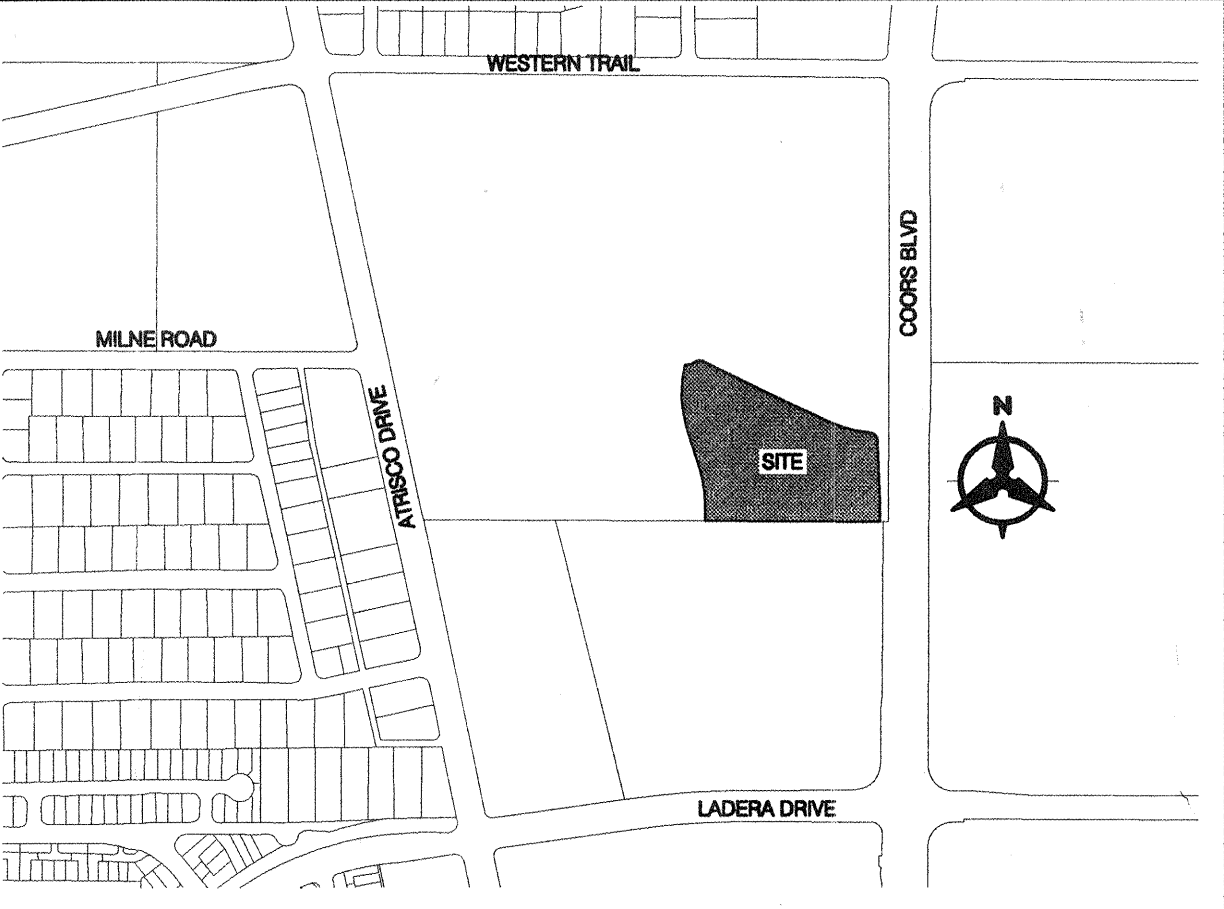 WESTERN TRAIL
COORS BLVD
MILNE ROAD
ATRISCO DRIVE
N
SITE
LADERA DRIVE